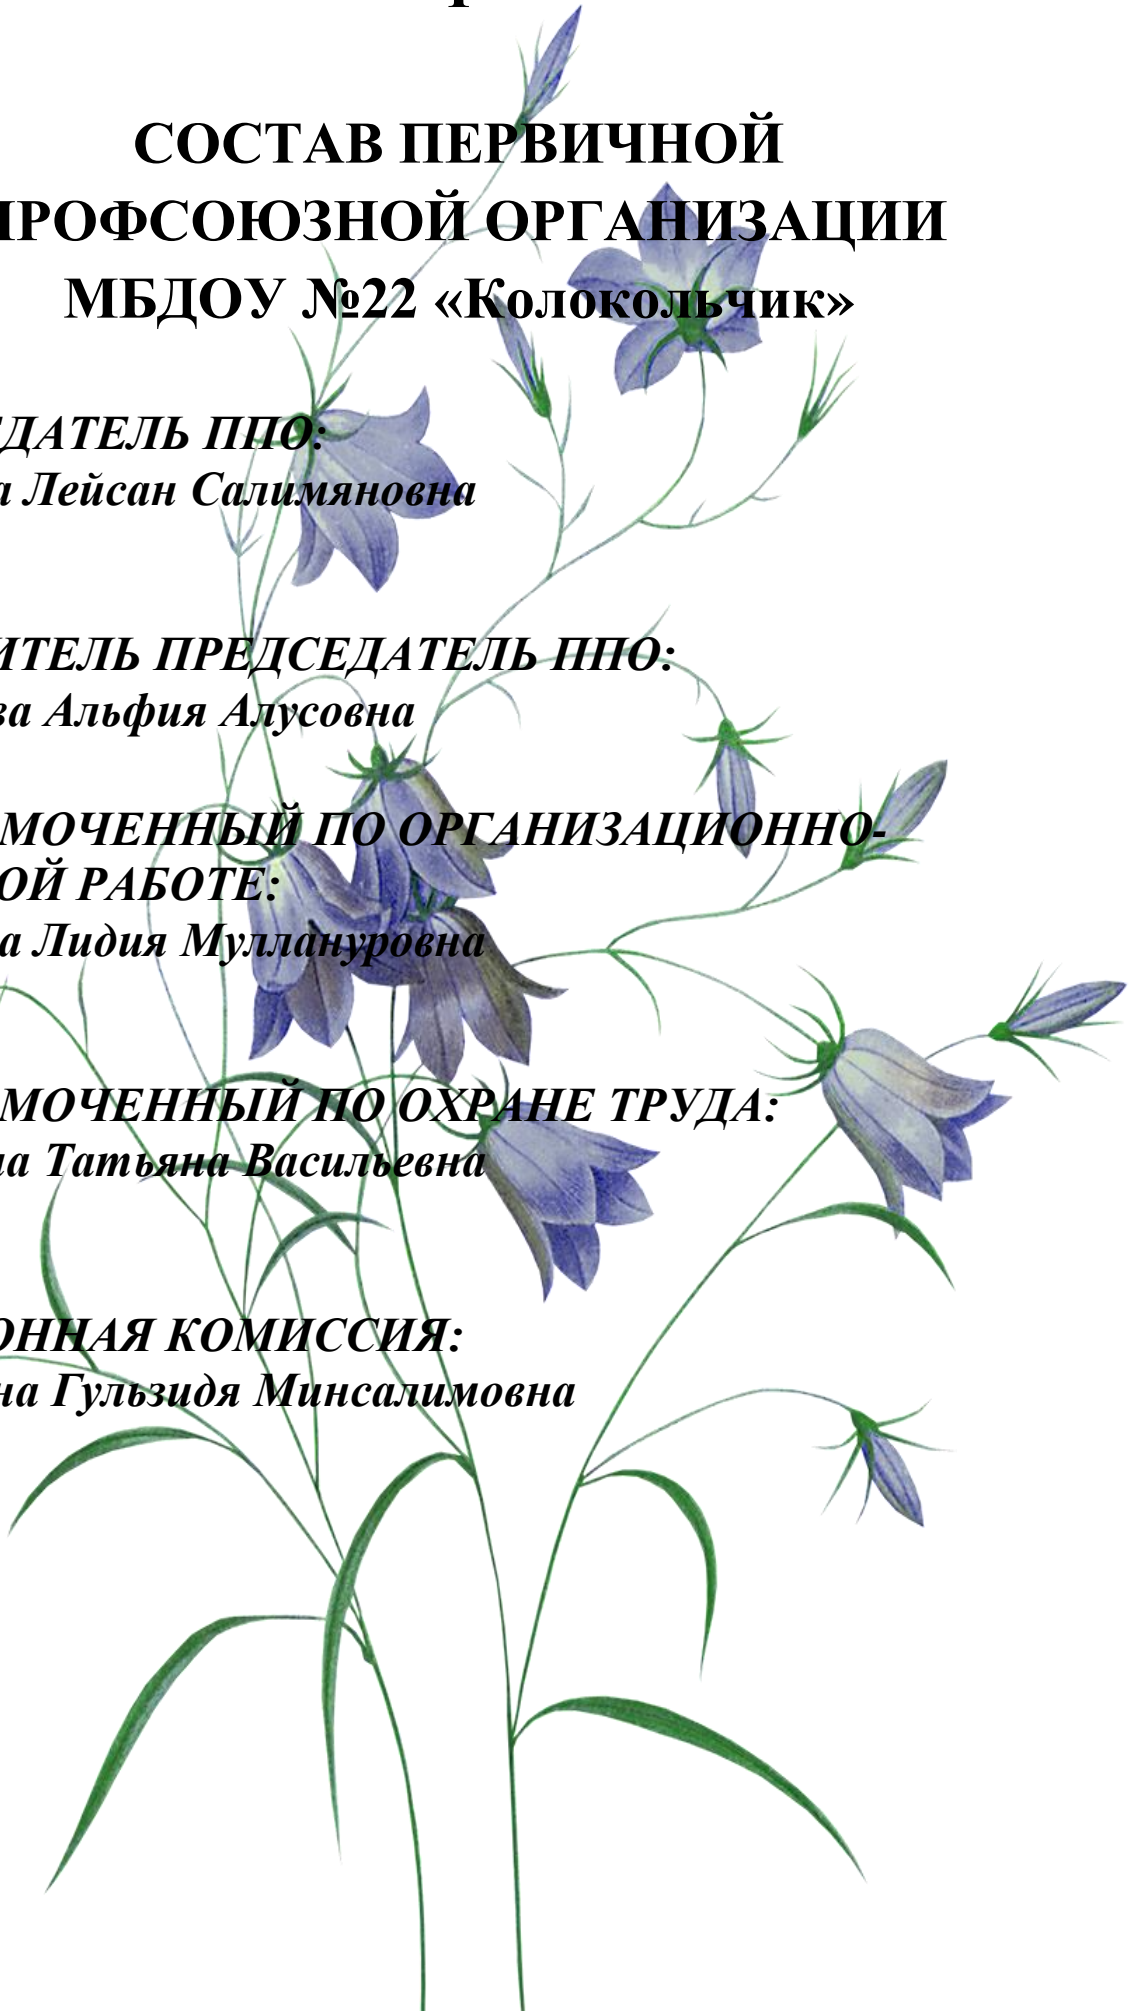 СОСТАВ ПЕРВИЧНОЙ
ПРОФСОЮЗНОЙ ОРГАНИЗАЦИИ
МБДОУ №22 «Колокольчик»
ЕДАТЕЛЬ ППО:
а Лейсан Салимяновна
ИТЕЛЬ ПРЕДСЕДАТЕЛЬ ППО:
ва Альфия Алусовна
МОЧЕННЫЙ ПО ОРГАНИЗАЦИОННО-
ОЙ РАБОТЕ:
а Лидия Муллануровна
МОЧЕННЫЙ ПО ОХРАНЕ ТРУДА:
на Татьяна Васильевна
ОННАЯ КОМИССИЯ:
на Гульзидя Минсалимовна